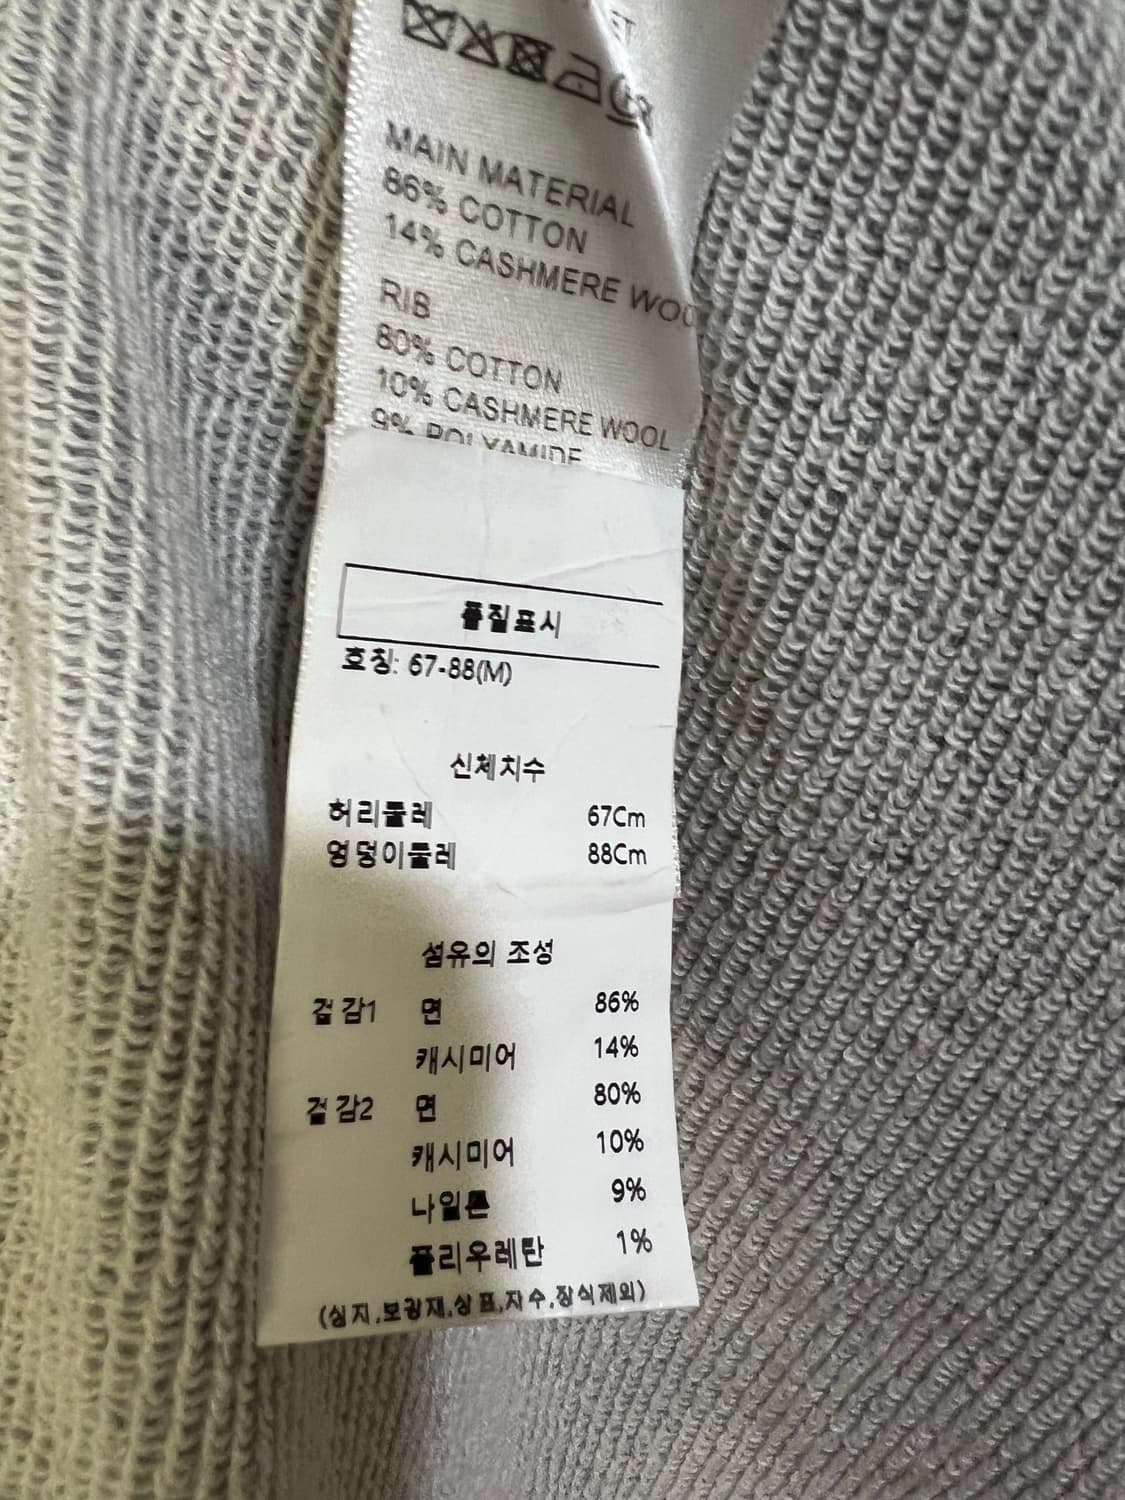 MAIN MATERIAL
86% COTTON
14% CASHMERE WOO
RIB
80% COTTON
10% CASHMERE WOOL
9% POLYAMIDE
품질표시
호칭: 67-88(M)
신체치수
허리둘레 67Cm
엉덩이둘레 88Cm
섬유의 조성
겉감1 면 86%
캐시미어 14%
겉감2 면 80%
캐시미어 10%
나일론 9%
폴리우레탄 1%
(심지,보강재,상표,자수,장식제외)